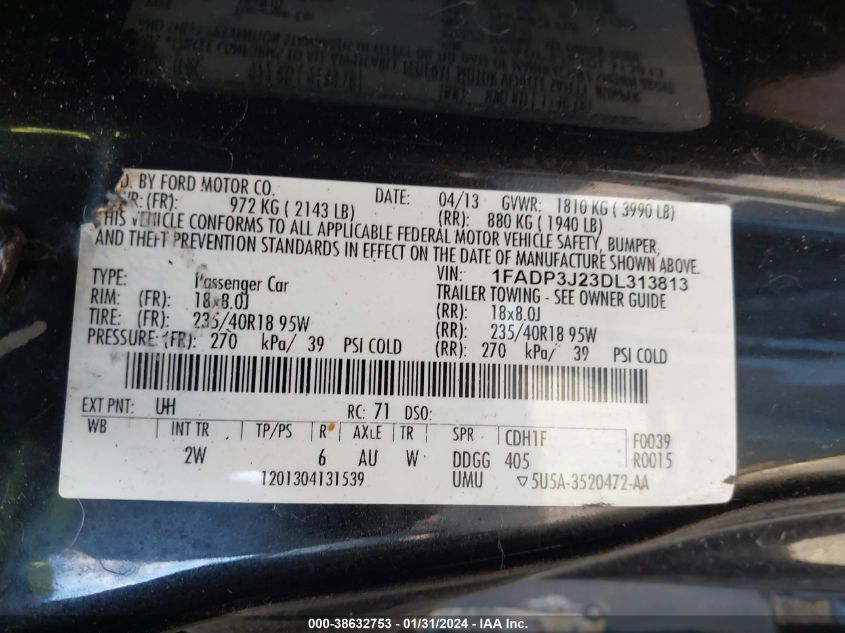 D. BY FORD MOTOR CO. DATE: 04/13 GVWR: 1810 KG ( 3990 LB)
(FR): 972 KG ( 2143 LB) (RR): 880 KG ( 1940 LB)
THIS VEHICLE CONFORMS TO ALL APPLICABLE FEDERAL MOTOR VEHICLE SAFETY, BUMPER,
AND THEFT PREVENTION STANDARDS IN EFFECT ON THE DATE OF MANUFACTURE SHOWN ABOVE.
VIN: 1FADP3J23DL313813
TYPE: Passenger Car TRAILER TOWING - SEE OWNER GUIDE
RIM: (FR): 18x8.0J (RR): 18x8.0J
TIRE: (FR): 235/40R18 95W (RR): 235/40R18 95W
PRESSURE: (FR): 270 kPa/ 39 PSI COLD (RR): 270 kPa/ 39 PSI COLD
EXT PNT: UH RC: 71 DSO:
WB INT TR TP/PS R AXLE TR SPR CDH1F F0039
2W 6 AU W DDGG 405 R0015
1201304131539 UMU ▽5U5A-3520472-AA
000-38632753 - 01/31/2024 - IAA Inc.